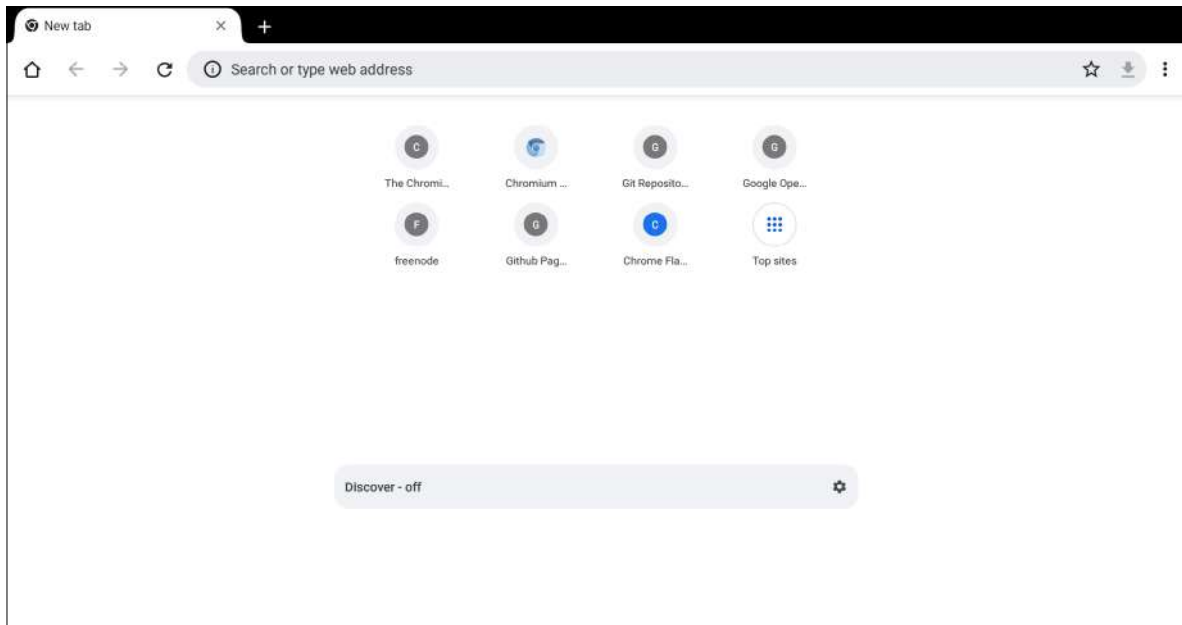 New tab
Search or type web address
C
G
G
The Chromi...
Chromium ...
Git Reposito...
Google Ope...
F
G
C
freenode
Github Pag...
Chrome Fla...
Top sites
Discover - off